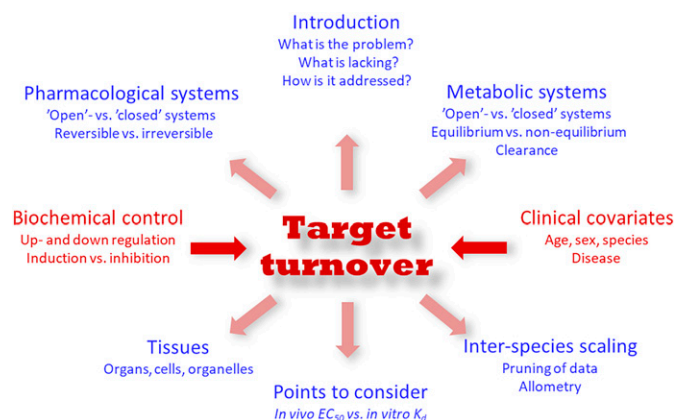 Introduction
What is the problem?
What is lacking?
How is it addressed?
Pharmacological systems
'Open'- vs. 'closed' systems
Reversible vs. irreversible
Metabolic systems
'Open'- vs. 'closed' systems
Equilibrium vs. non-equilibrium
Clearance
Biochemical control
Up- and down regulation
Induction vs. inhibition
Target
turnover
Clinical covariates
Age, sex, species
Disease
Tissues
Organs, cells, organelles
Points to consider
In vivo EC50 vs. in vitro Kd
Inter-species scaling
Pruning of data
Allometry